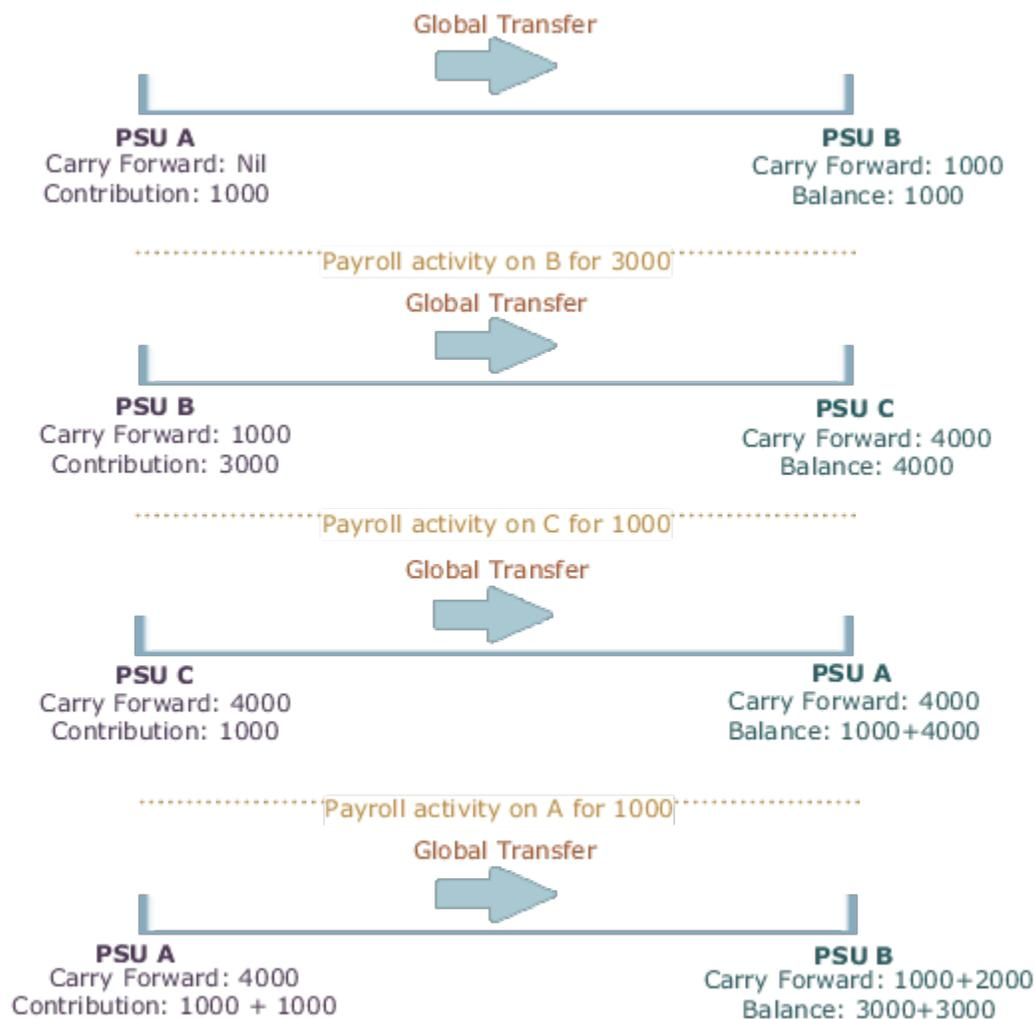 Global Transfer
PSU A
Carry Forward: Nil
Contribution: 1000
PSU B
Carry Forward: 1000
Balance: 1000
Payroll activity on B for 3000
Global Transfer
PSU B
Carry Forward: 1000
Contribution: 3000
PSU C
Carry Forward: 4000
Balance: 4000
Payroll activity on C for 1000
Global Transfer
PSU C
Carry Forward: 4000
Contribution: 1000
PSU A
Carry Forward: 4000
Balance: 1000+4000
Payroll activity on A for 1000
Global Transfer
PSU A
Carry Forward: 4000
Contribution: 1000 + 1000
PSU B
Carry Forward: 1000+2000
Balance: 3000+3000